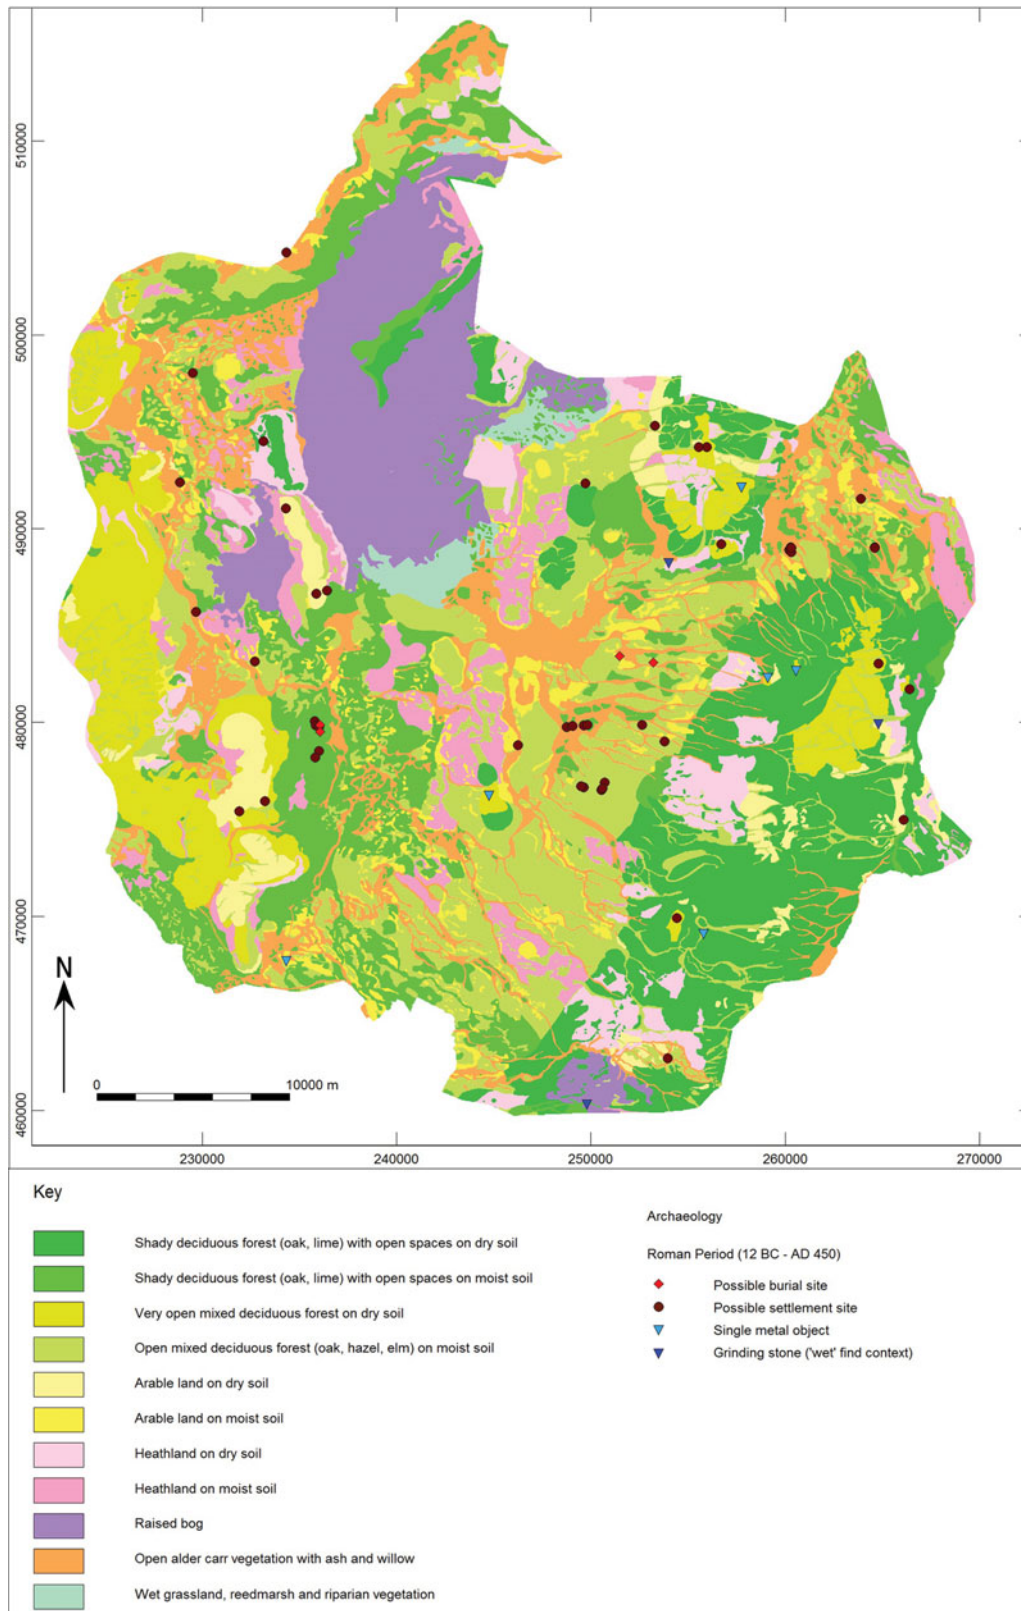 510000
500000
490000
480000
470000
460000
N
0 10000 m
230000 240000 250000 260000 270000
Key
Shady deciduous forest (oak, lime) with open spaces on dry soil
Shady deciduous forest (oak, lime) with open spaces on moist soil
Very open mixed deciduous forest on dry soil
Open mixed deciduous forest (oak, hazel, elm) on moist soil
Arable land on dry soil
Arable land on moist soil
Heathland on dry soil
Heathland on moist soil
Raised bog
Open alder carr vegetation with ash and willow
Wet grassland, reedmarsh and riparian vegetation
Archaeology
Roman Period (12 BC - AD 450)
Possible burial site
Possible settlement site
Single metal object
Grinding stone ('wet' find context)